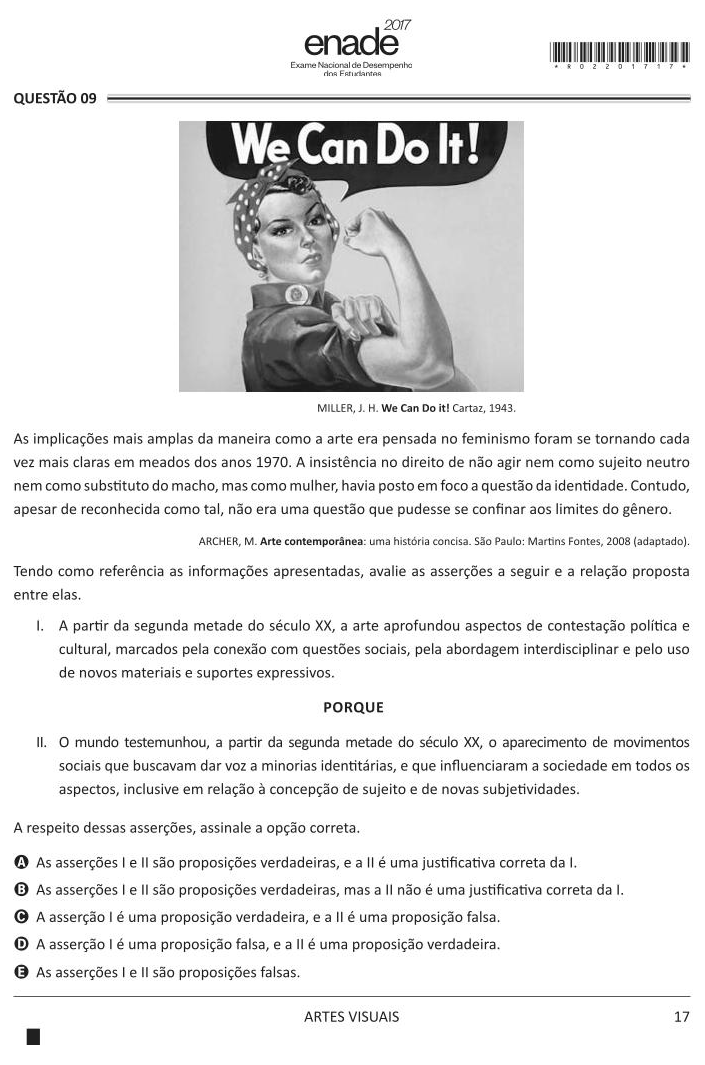 2017
enade
Exame Nacional de Desempenho
dos Estudantes
* R 0 2 2 0 1 7 1 7 *
QUESTÃO 09
We Can Do It!
MILLER, J. H. We Can Do it! Cartaz, 1943.
As implicações mais amplas da maneira como a arte era pensada no feminismo foram se tornando cada
vez mais claras em meados dos anos 1970. A insistência no direito de não agir nem como sujeito neutro
nem como substituto do macho, mas como mulher, havia posto em foco a questão da identidade. Contudo,
apesar de reconhecida como tal, não era uma questão que pudesse se confinar aos limites do gênero.
ARCHER, M. Arte contemporânea: uma história concisa. São Paulo: Martins Fontes, 2008 (adaptado).
Tendo como referência as informações apresentadas, avalie as asserções a seguir e a relação proposta
entre elas.
I. A partir da segunda metade do século XX, a arte aprofundou aspectos de contestação política e
cultural, marcados pela conexão com questões sociais, pela abordagem interdisciplinar e pelo uso
de novos materiais e suportes expressivos.
PORQUE
II. O mundo testemunhou, a partir da segunda metade do século XX, o aparecimento de movimentos
sociais que buscavam dar voz a minorias identitárias, e que influenciaram a sociedade em todos os
aspectos, inclusive em relação à concepção de sujeito e de novas subjetividades.
A respeito dessas asserções, assinale a opção correta.
A As asserções I e II são proposições verdadeiras, e a II é uma justificativa correta da I.
B As asserções I e II são proposições verdadeiras, mas a II não é uma justificativa correta da I.
C A asserção I é uma proposição verdadeira, e a II é uma proposição falsa.
D A asserção I é uma proposição falsa, e a II é uma proposição verdadeira.
E As asserções I e II são proposições falsas.
ARTES VISUAIS
17